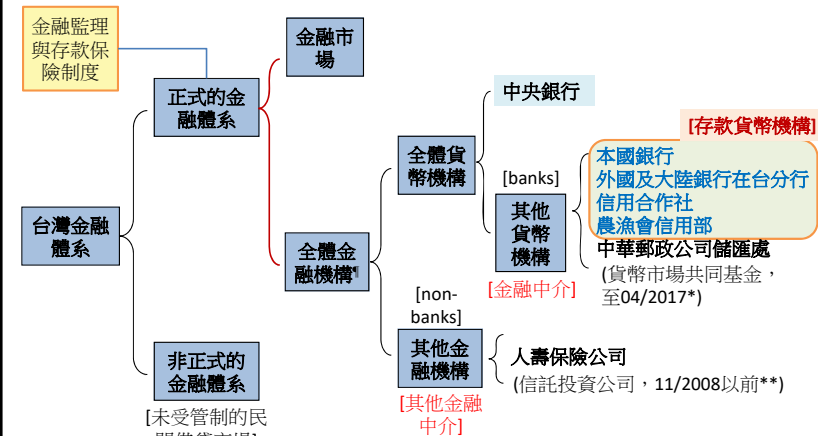 金融監理
與存款保
險制度
金融市
場
正式的金
融體系
中央銀行
[存款貨幣機構]
全體貨
幣機構
本國銀行
外國及大陸銀行在台分行
信用合作社
農漁會信用部
[banks]
其他
貨幣
機構
台灣金融
體系
全體金
融機構¶
中華郵政公司儲匯處
(貨幣市場共同基金，
至04/2017*)
[金融中介]
[non-
banks]
其他金
融機構
人壽保險公司
(信託投資公司，11/2008以前**)
非正式的
金融體系
[其他金融
中介]
[未受管制的民